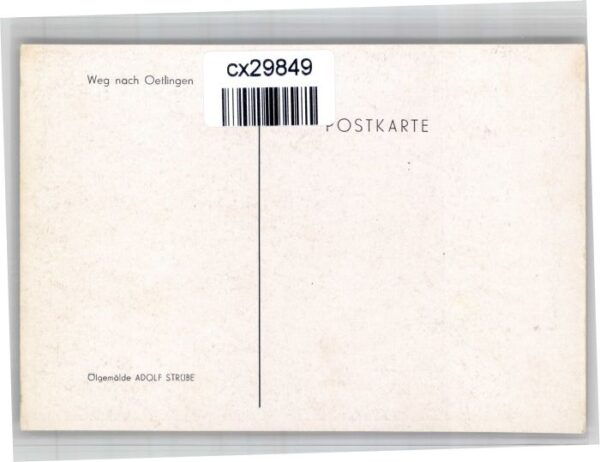 Weg nach Oetlingen
cx29849
POSTKARTE
Ölgemälde ADOLF STRÜBE